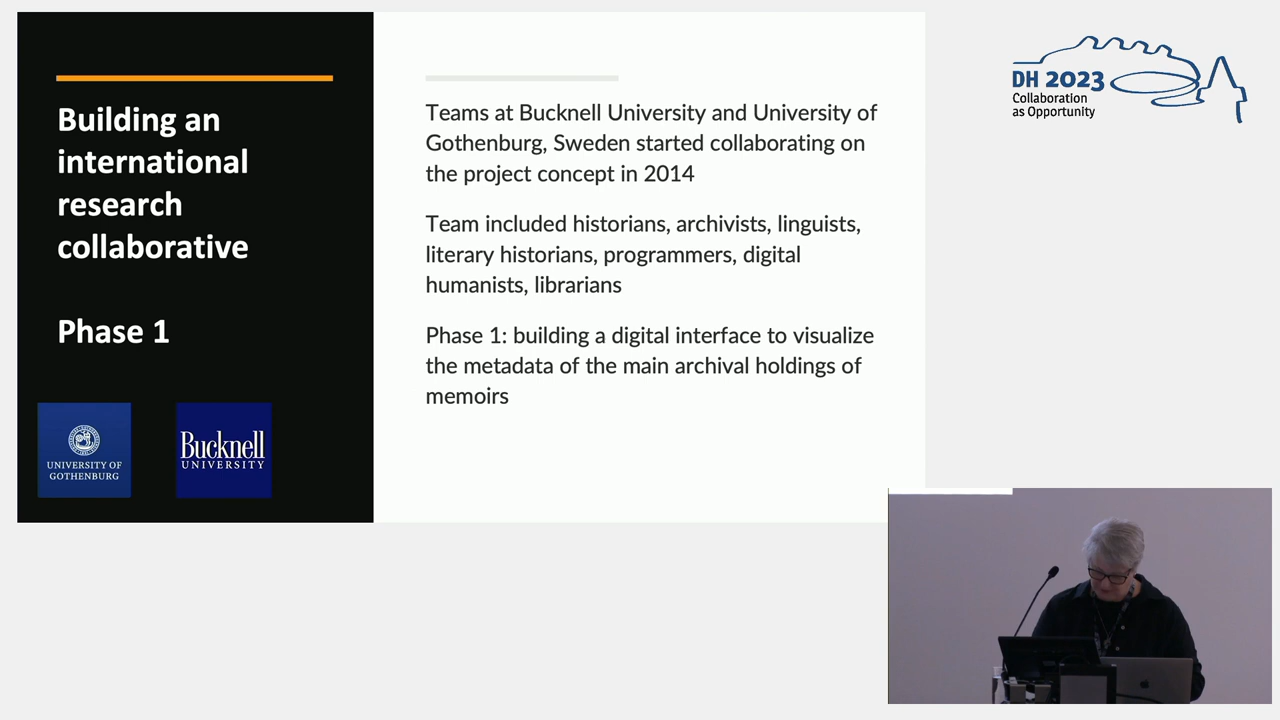 Building an
international
research
collaborative
Phase 1
UNIVERSITY OF
GOTHENBURG
Bucknell
UNIVERSITY
Teams at Bucknell University and University of
Gothenburg, Sweden started collaborating on
the project concept in 2014
Team included historians, archivists, linguists,
literary historians, programmers, digital
humanists, librarians
Phase 1: building a digital interface to visualize
the metadata of the main archival holdings of
memoirs
DH 2023
Collaboration
as Opportunity